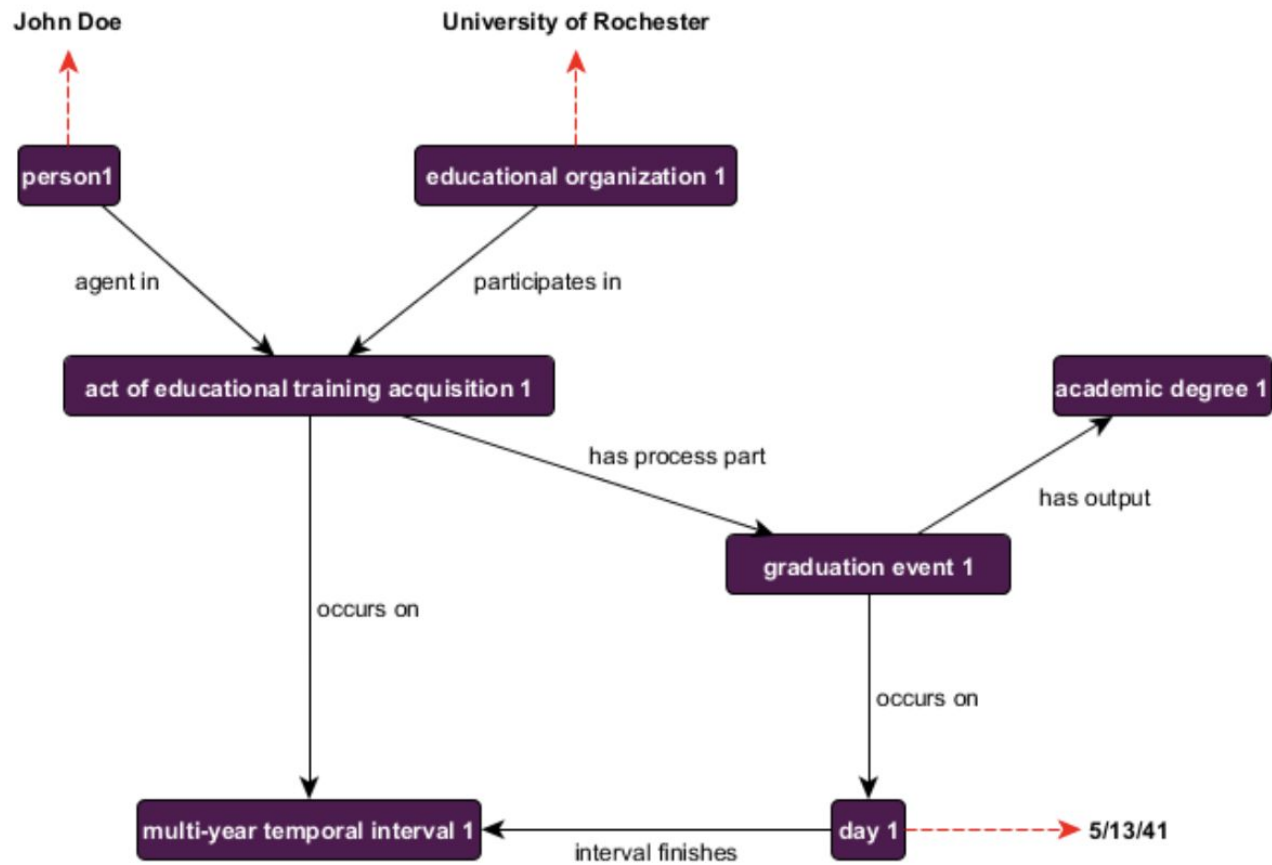 John Doe
University of Rochester
person1
educational organization 1
agent in
participates in
act of educational training acquisition 1
academic degree 1
has process part
has output
graduation event 1
occurs on
occurs on
multi-year temporal interval 1
day 1
5/13/41
interval finishes